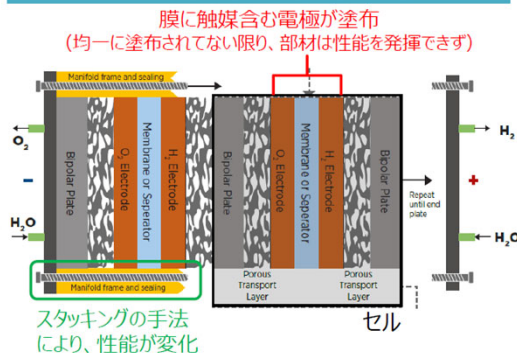 膜に触媒含む電極が塗布
(均一に塗布されてない限り、部材は性能を発揮できず)
Manifold frame and sealing
O₂
H₂O
Bipolar Plate
O₂ Electrode
Membrane or Seperator
H₂ Electrode
Bipolar Plate
O₂ Electrode
Membrane or Seperator
H₂ Electrode
Bipolar Plate
Repeat
until end
plate
H₂
H₂O
−
+
Manifold frame and sealing
Porous
Transport
Layer
Porous
Transport
Layer
セル
スタッキングの手法
により、性能が変化